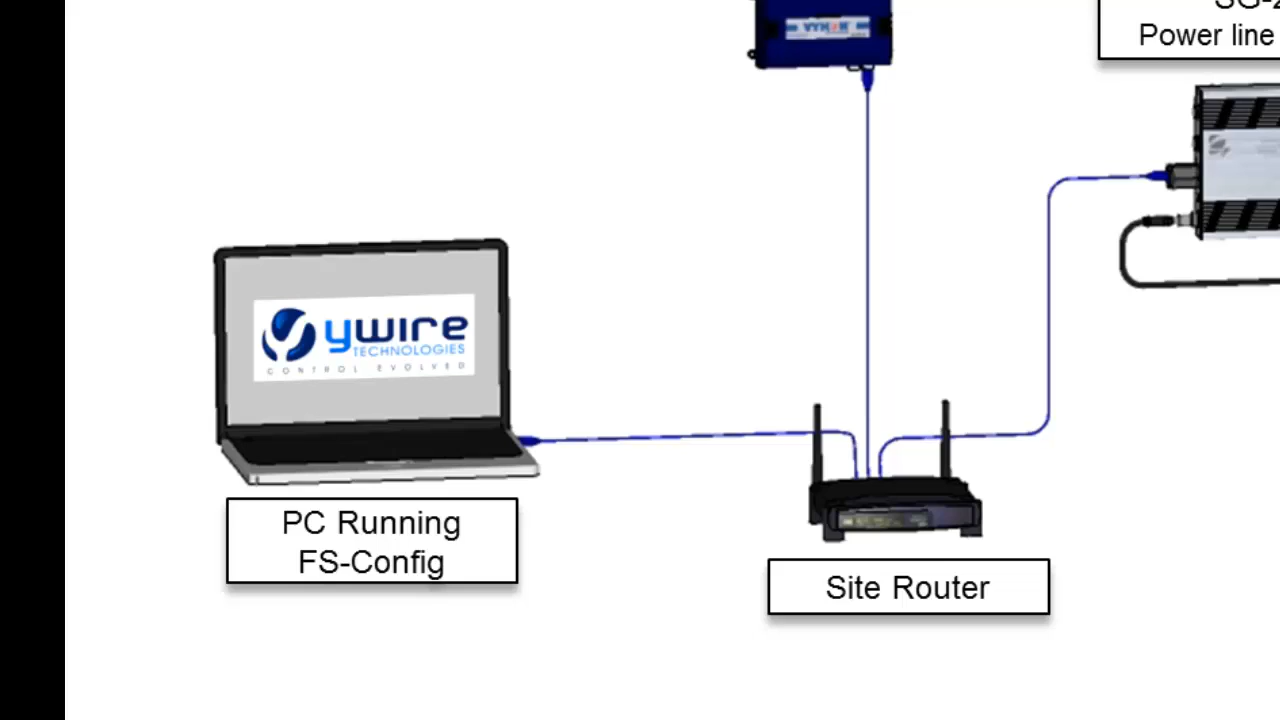 Power line
ywire
TECHNOLOGIES
CONTROL. EVOLVED
PC Running
FS-Config
Site Router